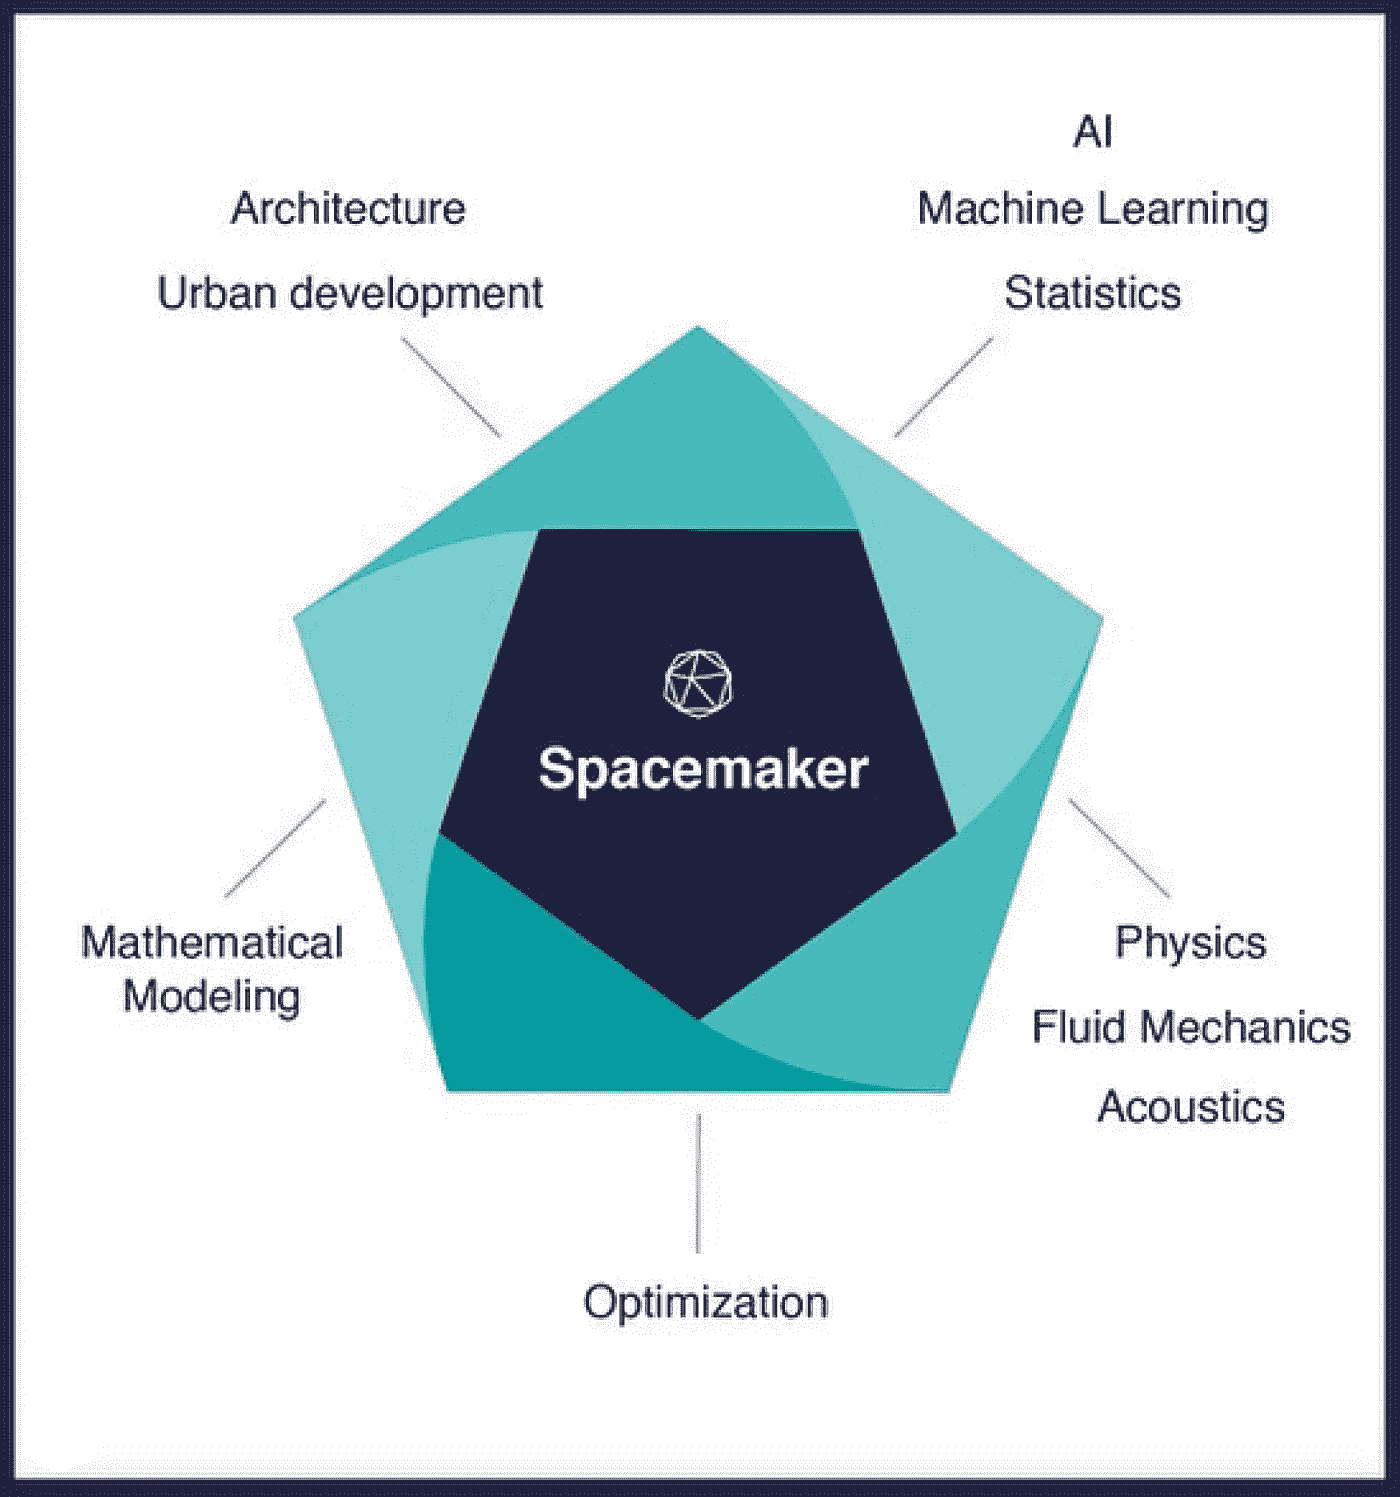 AI
Architecture
Machine Learning
Urban development
Statistics
Spacemaker
Mathematical
Modeling
Physics
Fluid Mechanics
Acoustics
Optimization